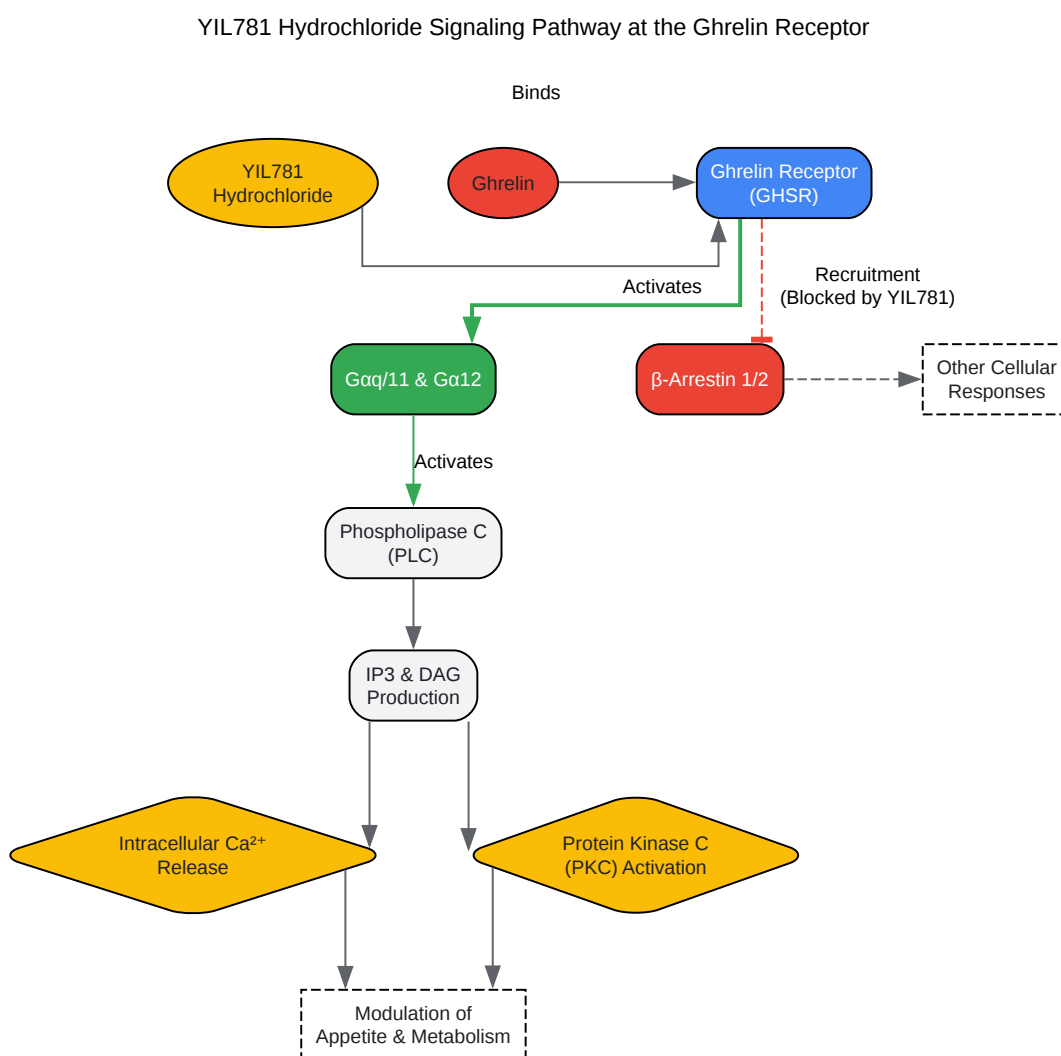 YIL781 Hydrochloride Signaling Pathway at the Ghrelin Receptor
Binds
YIL781
Hydrochloride
Ghrelin
Ghrelin Receptor
(GHSR)
Activates
Recruitment
(Blocked by YIL781)
Gαq/11 & Gα12
β-Arrestin 1/2
Other Cellular
Responses
Activates
Phospholipase C
(PLC)
IP3 & DAG
Production
Intracellular Ca²⁺
Release
Protein Kinase C
(PKC) Activation
Modulation of
Appetite & Metabolism